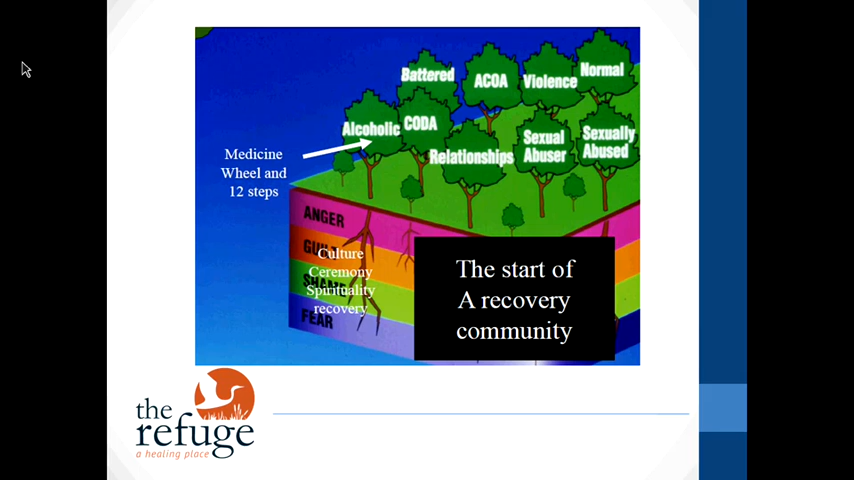 Battered
ACOA
Violence
Normal
Alcoholic
CODA
Relationships
Sexual
Abuser
Sexually
Abused
Medicine
Wheel and
12 steps
ANGER
GUILT
SHAME
FEAR
Culture
Ceremony
Spirituality
recovery
The start of
A recovery
community
the
refuge
a healing place